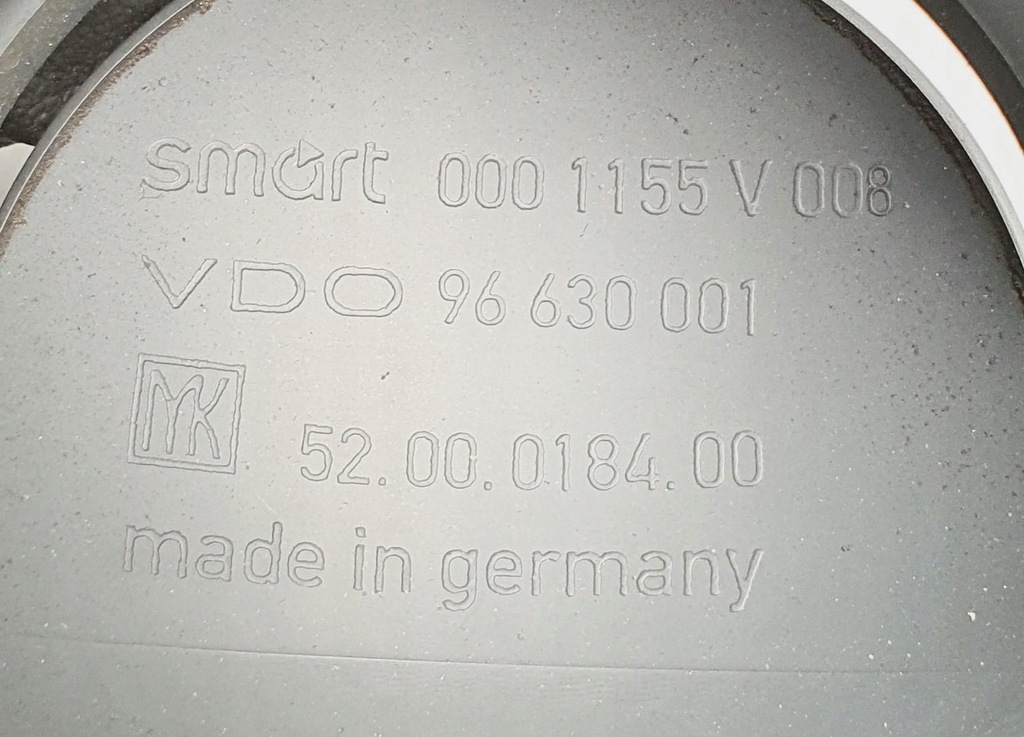 smart 000 1155 V 008
VDO 96 630 001
MK
52.00.0184.00
made in germany